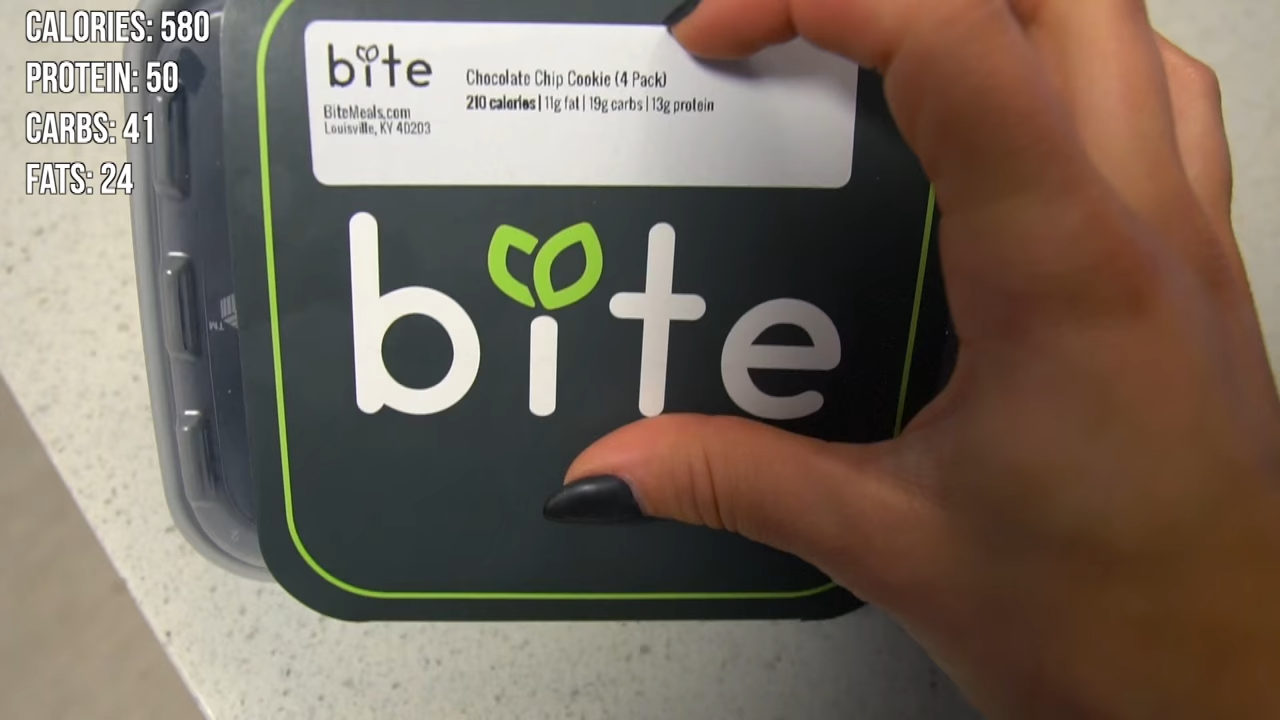 CALORIES: 580
PROTEIN: 50
CARBS: 41
FATS: 24
bite
BiteMeals.com
Louisville, KY 40203
Chocolate Chip Cookie (4 Pack)
210 calories | 11g fat | 19g carbs | 13g protein
bite
TM